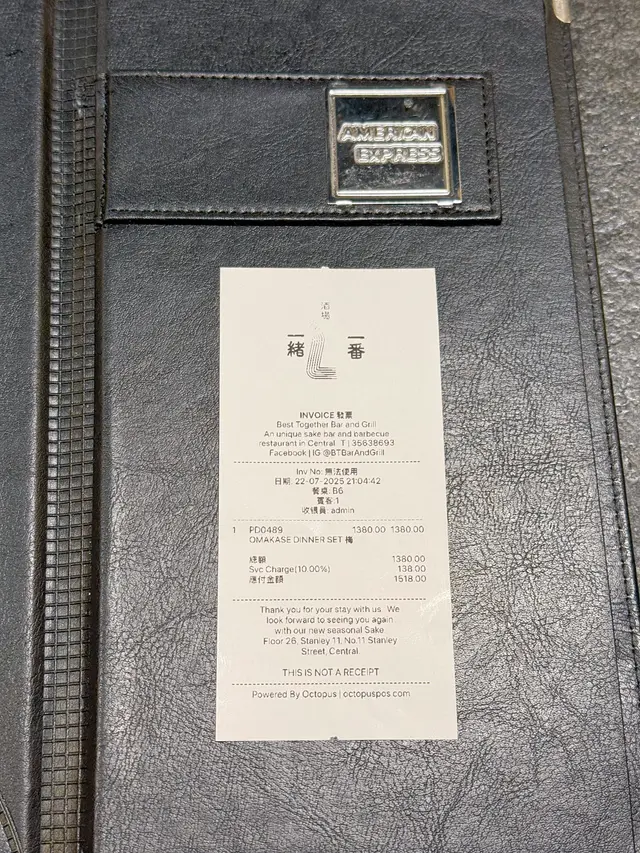 AMERICAN
EXPRESS
酒場
一緒 一番
INVOICE 發票
Best Together Bar and Grill
An unique sake bar and barbecue
restaurant in Central T | 35638693
Facebook | IG @BTBarAndGrill
Inv No: 無法使用
日期: 22-07-2025 21:04:42
餐桌: B6
賓客: 1
收銀員: admin
1 PD0489 1380.00 1380.00
OMAKASE DINNER SET 梅
總額 1380.00
Svc Charge(10.00%) 138.00
應付金額 1518.00
Thank you for your stay with us. We
look forward to seeing you again
with our new seasonal Sake
Floor 26, Stanley 11, No.11 Stanley
Street, Central.
THIS IS NOT A RECEIPT
Powered By Octopus | octopuspos.com